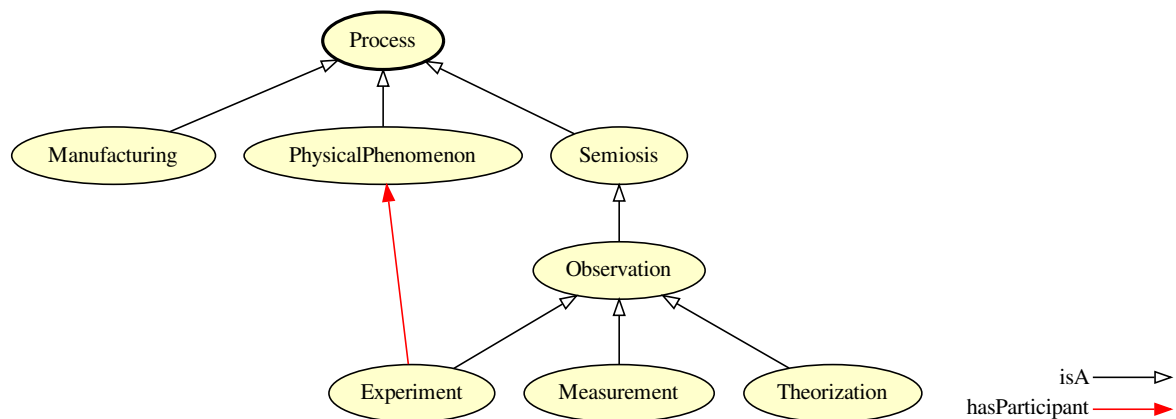 Process
Manufacturing
PhysicalPhenomenon
Semiosis
Observation
Experiment
Measurement
Theorization
isA
hasParticipant